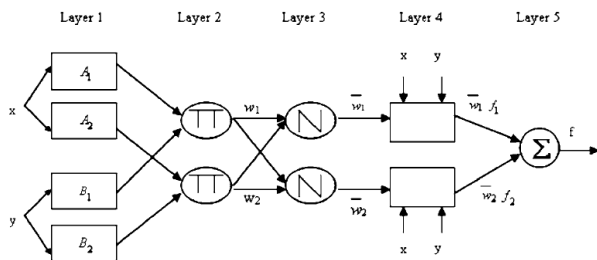 Layer 1 Layer 2 Layer 3 Layer 4 Layer 5
x y
A₁
w₁ w̅₁ w̅₁ f₁
x A₂ ∏ N
f
Σ
B₁ ∏ N
y w₂ w̅₂ w̅₂ f₂
B₂
x y